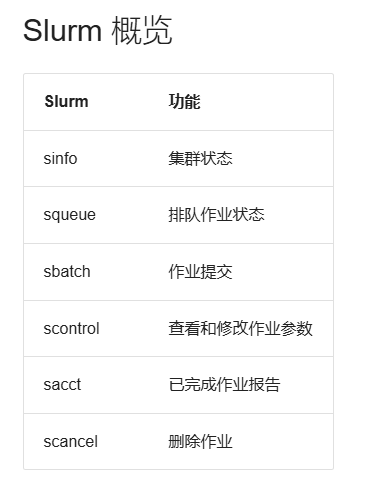 Slurm 概览
Slurm 功能
sinfo 集群状态
squeue 排队作业状态
sbatch 作业提交
scontrol 查看和修改作业参数
sacct 已完成作业报告
scancel 删除作业